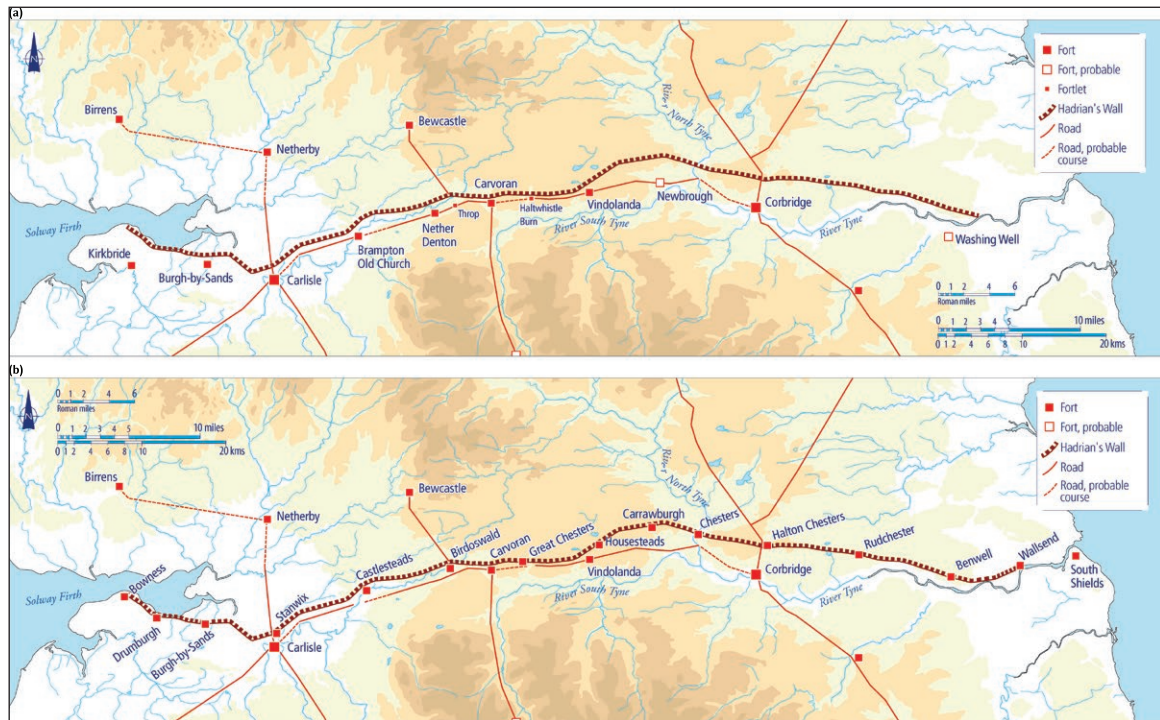 (a)
N
Birrens
Netherby
Bewcastle
River
North Tyne
Fort
Fort, probable
Fortlet
Hadrian's Wall
Road
Road, probable
course
Solway Firth
Kirkbride
Burgh-by-Sands
Carlisle
Brampton
Old Church
Nether
Denton
Throp
Carvoran
Haltwhistle
Burn
River South Tyne
Vindolanda
Newbrough
Corbridge
River Tyne
Washing Well
0 1 2 4 6
Roman miles
0 1 2 3 4 5 10 miles
0 1 2 4 6 8 10 20 kms
(b)
0 1 2 4 6
Roman miles
0 1 2 3 4 5 10 miles
0 1 2 4 6 8 10 20 kms
N
Birrens
Netherby
Bewcastle
River
North Tyne
Fort
Fort, probable
Hadrian's Wall
Road
Road, probable
course
Solway Firth
Bowness
Drumburgh
Burgh-by-Sands
Stanwix
Carlisle
Castlesteads
Birdoswald
Carvoran
Great Chesters
Housesteads
Vindolanda
River South Tyne
Carrawburgh
Chesters
Halton Chesters
Corbridge
Rudchester
River Tyne
Benwell
Wallsend
South
Shields